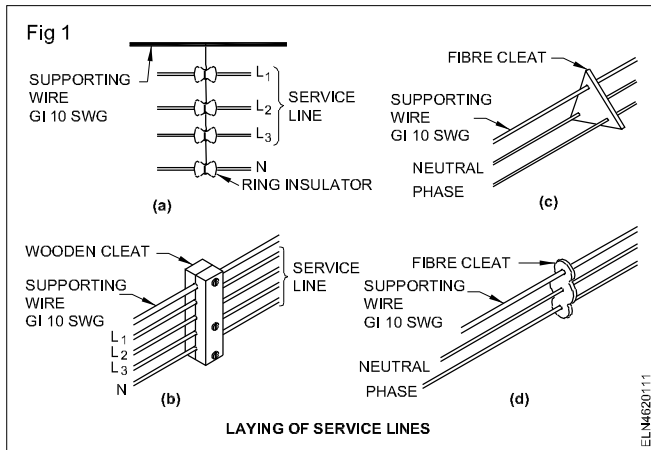 Fig 1
SUPPORTING
WIRE
GI 10 SWG
L1
L2
L3
SERVICE
LINE
N
RING INSULATOR
(a)
FIBRE CLEAT
SUPPORTING
WIRE
GI 10 SWG
NEUTRAL
PHASE
(c)
WOODEN CLEAT
SUPPORTING
WIRE
GI 10 SWG
L1
L2
L3
N
SERVICE
LINE
(b)
FIBRE CLEAT
SUPPORTING
WIRE
GI 10 SWG
NEUTRAL
PHASE
(d)
LAYING OF SERVICE LINES
ELN4620111